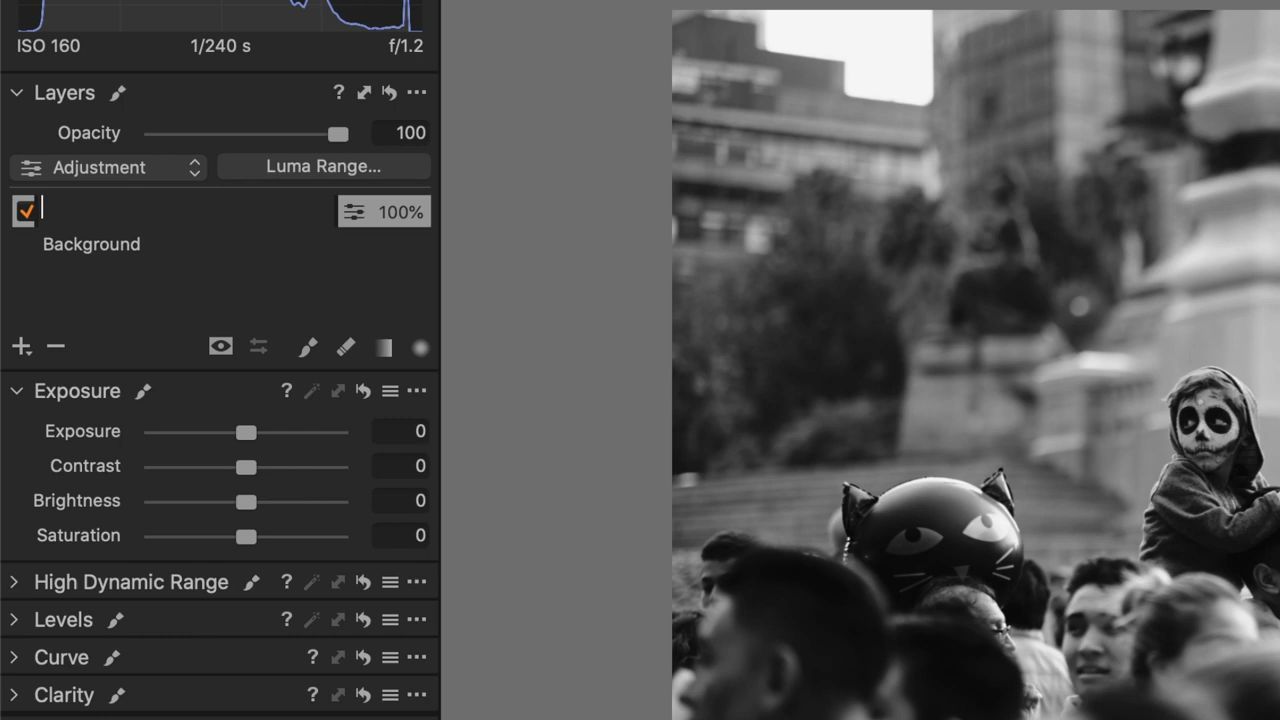 ISO 160 1/240 s f/1.2
Layers ?
Opacity 100
Adjustment Luma Range...
100%
Background
Exposure ?
Exposure 0
Contrast 0
Brightness 0
Saturation 0
High Dynamic Range ?
Levels ?
Curve ?
Clarity ?